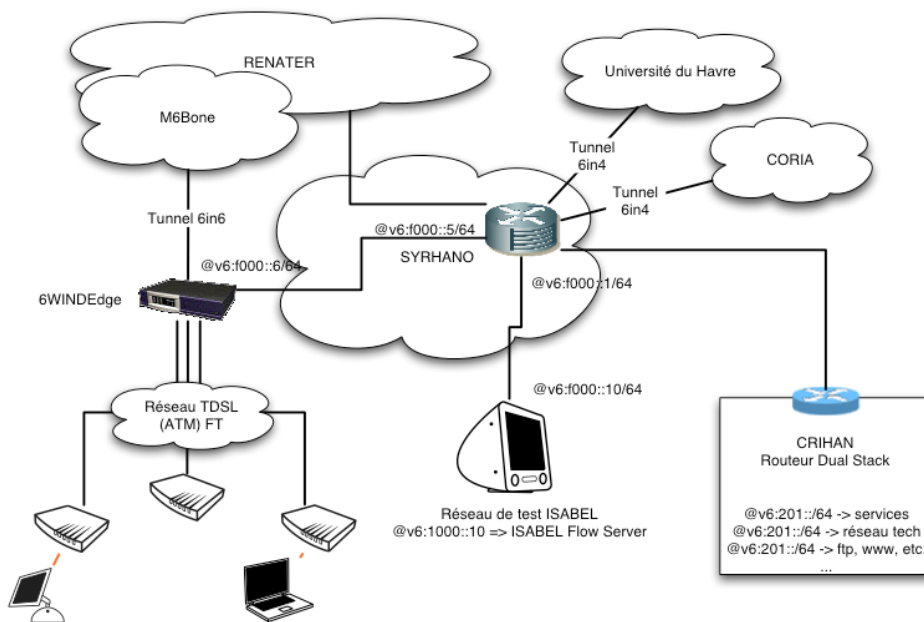 RENATER
M6Bone
Université du Havre
CORIA
Tunnel
6in4
Tunnel
6in4
Tunnel 6in6
@v6:f000::5/64
SYRHANO
@v6:f000::6/64
@v6:f000::1/64
6WINDEdge
Réseau TDSL
(ATM) FT
@v6:f000::10/64
CRIHAN
Routeur Dual Stack
Réseau de test ISABEL
@v6:1000::10 => ISABEL Flow Server
@v6:201::/64 -> services
@v6:201::/64 -> réseau tech
@v6:201::/64 -> ftp, www, etc.
...